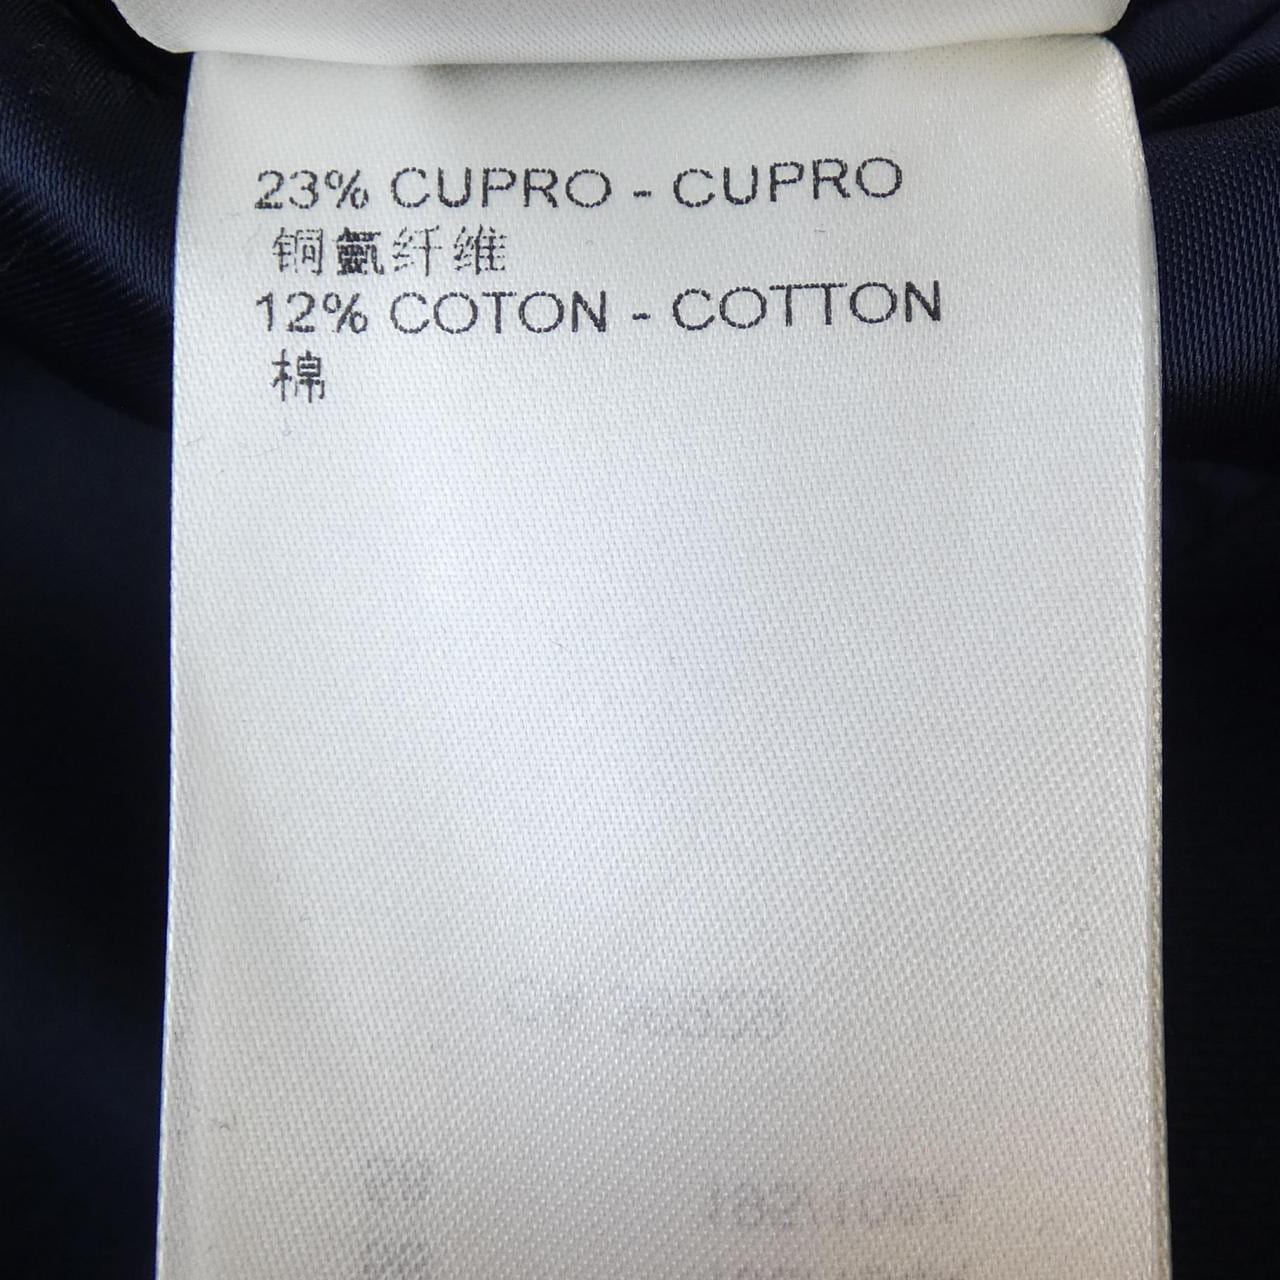 23% CUPRO - CUPRO
铜氨纤维
12% COTON - COTTON
棉